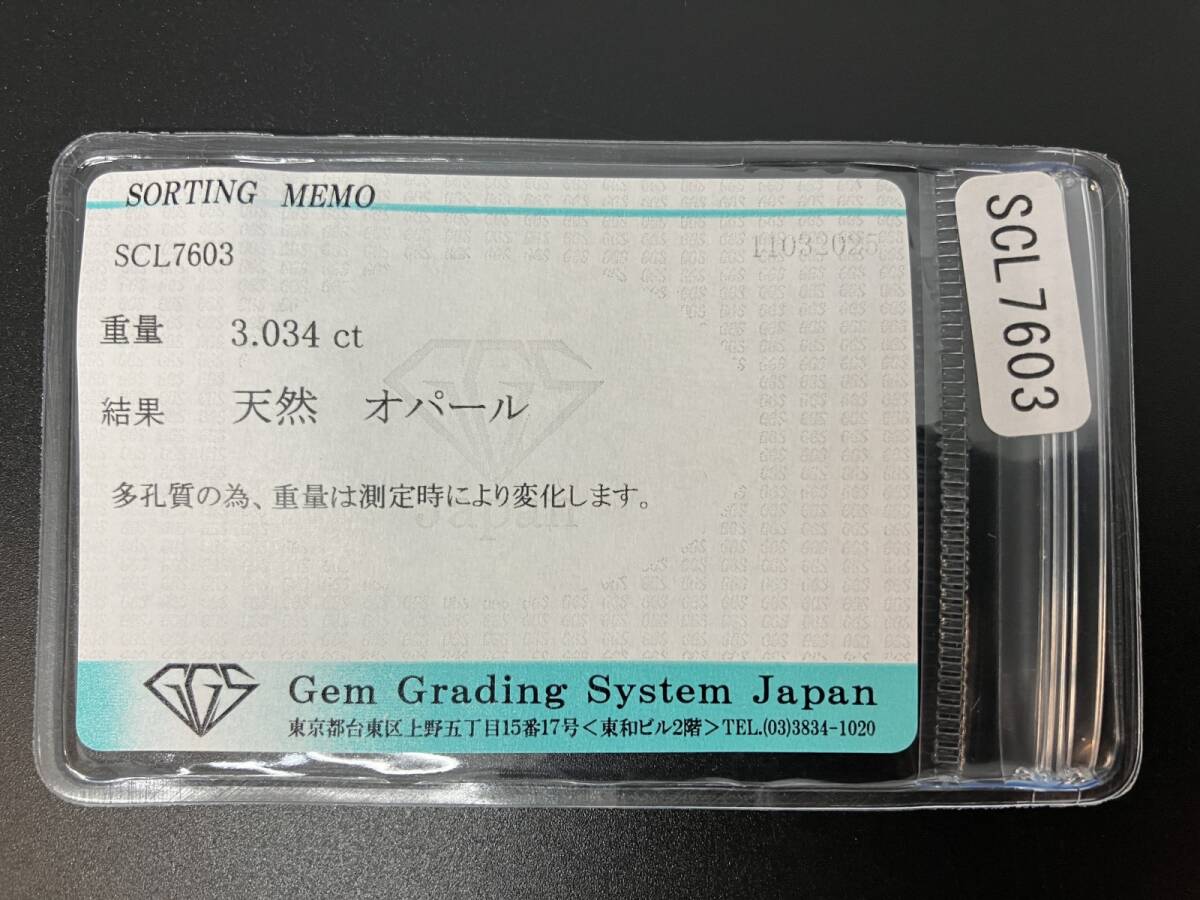 SORTING MEMO
SCL7603 11032025
重量 3.034 ct
結果 天然 オパール
多孔質の為、重量は測定時により変化します。
GGS
Japan
GGS Gem Grading System Japan
東京都台東区上野五丁目15番17号＜東和ビル2階＞TEL.(03)3834-1020
SCL7603